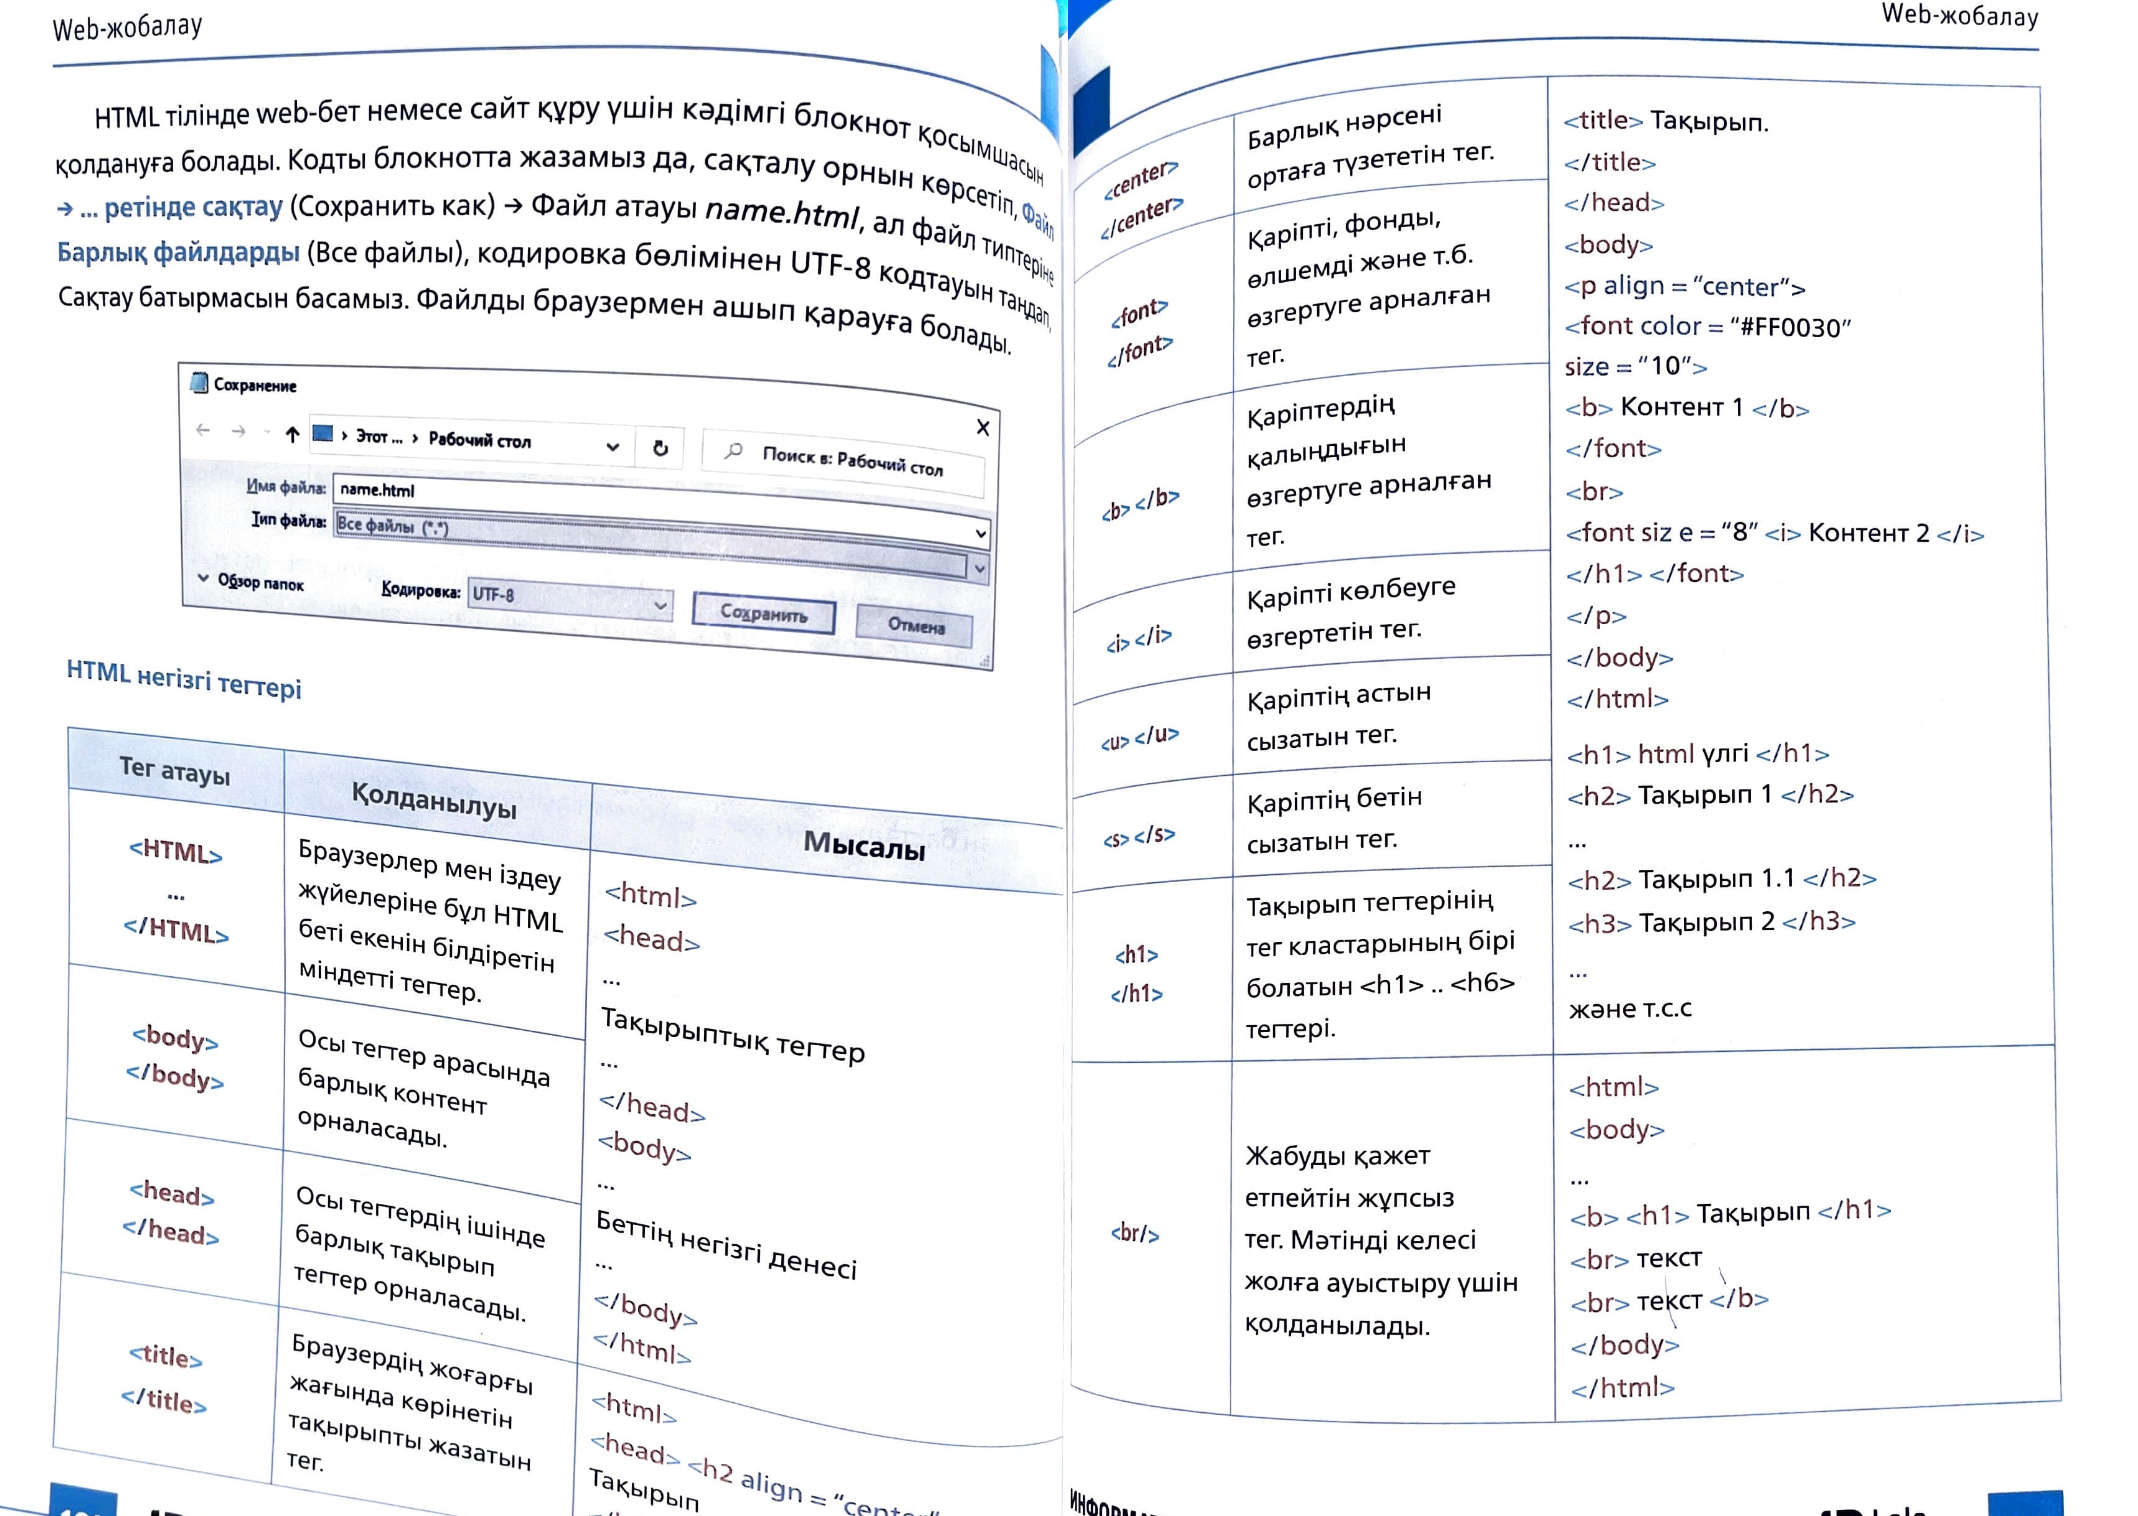 Web-жобалау
HTML тілінде web-бет немесе сайт құру үшін кәдімгі блокнот қосымшасын
қолдануға болады. Кодты блокнотта жазамыз да, сақталу орнын көрсетіп, Файл
→ ... ретінде сақтау (Сохранить как) → Файл атауы name.html, ал файл типтеріне
Барлық файлдарды (Все файлы), кодировка бөлімінен UTF-8 кодтауын таңдап,
Сақтау батырмасын басамыз. Файлды браузермен ашып қарауға болады.
Сохранение
Этот ... › Рабочий стол
Поиск в: Рабочий стол
Имя файла: name.html
Тип файла: Все файлы (*.*)
Обзор папок
Кодировка: UTF-8
Сохранить
Отмена
HTML негізгі тегтері
Тег атауы
Қолданылуы
Мысалы
<HTML>
...
</HTML>
Браузерлер мен іздеу
жүйелеріне бұл HTML
беті екенін білдіретін
міндетті тегтер.
<body>
</body>
Осы тегтер арасында
барлық контент
орналасады.
<head>
</head>
Осы тегтердің ішінде
барлық тақырып
тегтер орналасады.
<html>
<head>
...
Тақырыптық тегтер
...
</head>
<body>
...
Беттің негізгі денесі
...
</body>
</html>
<title>
</title>
Браузердің жоғарғы
жағында көрінетін
тақырыпты жазатын
тег.
<html>
<head> <h2 align = "center"
Тақырып
Web-жобалау
<center>
</center>
Барлық нәрсені
ортаға түзететін тег.
<font>
</font>
Қаріпті, фонды,
өлшемді және т.б.
өзгертуге арналған
тег.
<b> </b>
Қаріптердің
қалыңдығын
өзгертуге арналған
тег.
<i> </i>
Қаріпті көлбеуге
өзгертетін тег.
<u> </u>
Қаріптің астын
сызатын тег.
<s> </s>
Қаріптің бетін
сызатын тег.
<h1>
</h1>
Тақырып тегтерінің
тег кластарының бірі
болатын <h1> .. <h6>
тегтері.
<title> Тақырып.
</title>
</head>
<body>
<p align = "center">
<font color = "#FF0030"
size = "10">
<b> Контент 1 </b>
</font>
<br>
<font siz e = "8" <i> Контент 2 </i>
</h1> </font>
</p>
</body>
</html>
<h1> html үлгі </h1>
<h2> Тақырып 1 </h2>
...
<h2> Тақырып 1.1 </h2>
<h3> Тақырып 2 </h3>
...
және т.с.с
<br/>
Жабуды қажет
етпейтін жұпсыз
тег. Мәтінді келесі
жолға ауыстыру үшін
қолданылады.
<html>
<body>
...
<b> <h1> Тақырып </h1>
<br> текст
<br> текст </b>
</body>
</html>